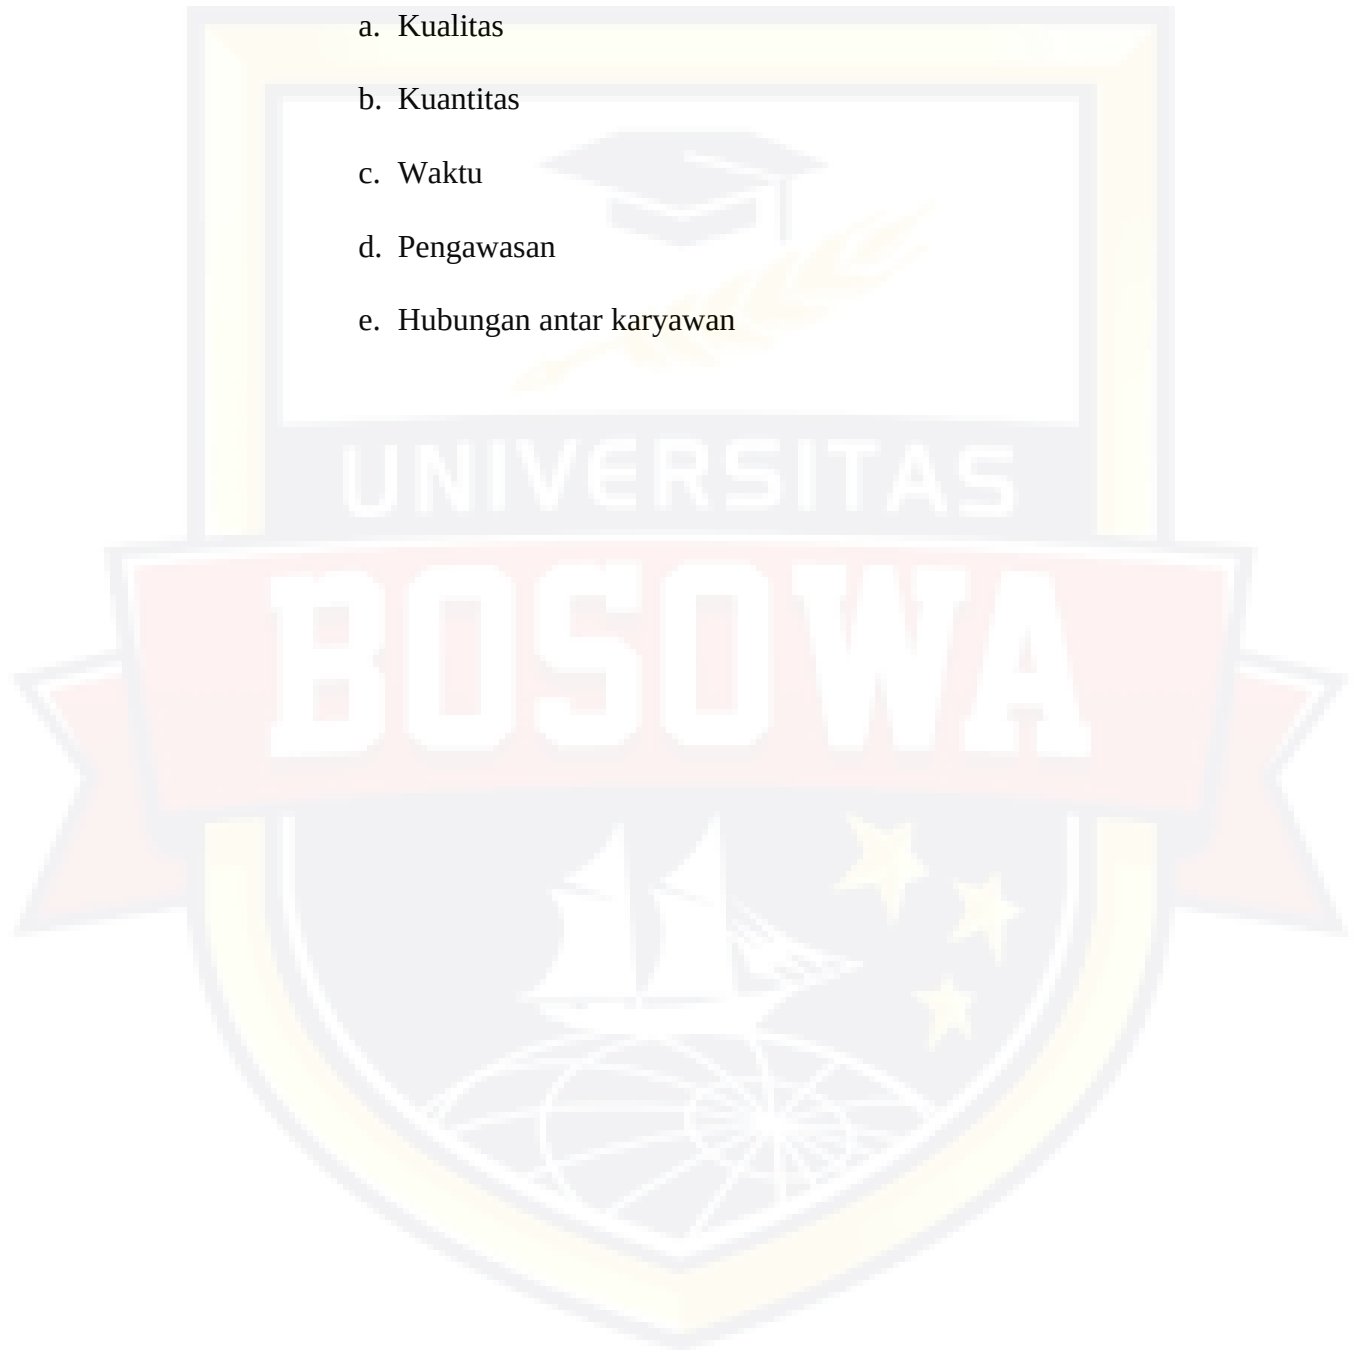 a. Kualitas
b. Kuantitas
c. Waktu
d. Pengawasan
e. Hubungan antar karyawan
UNIVERSITAS
BOSOWA